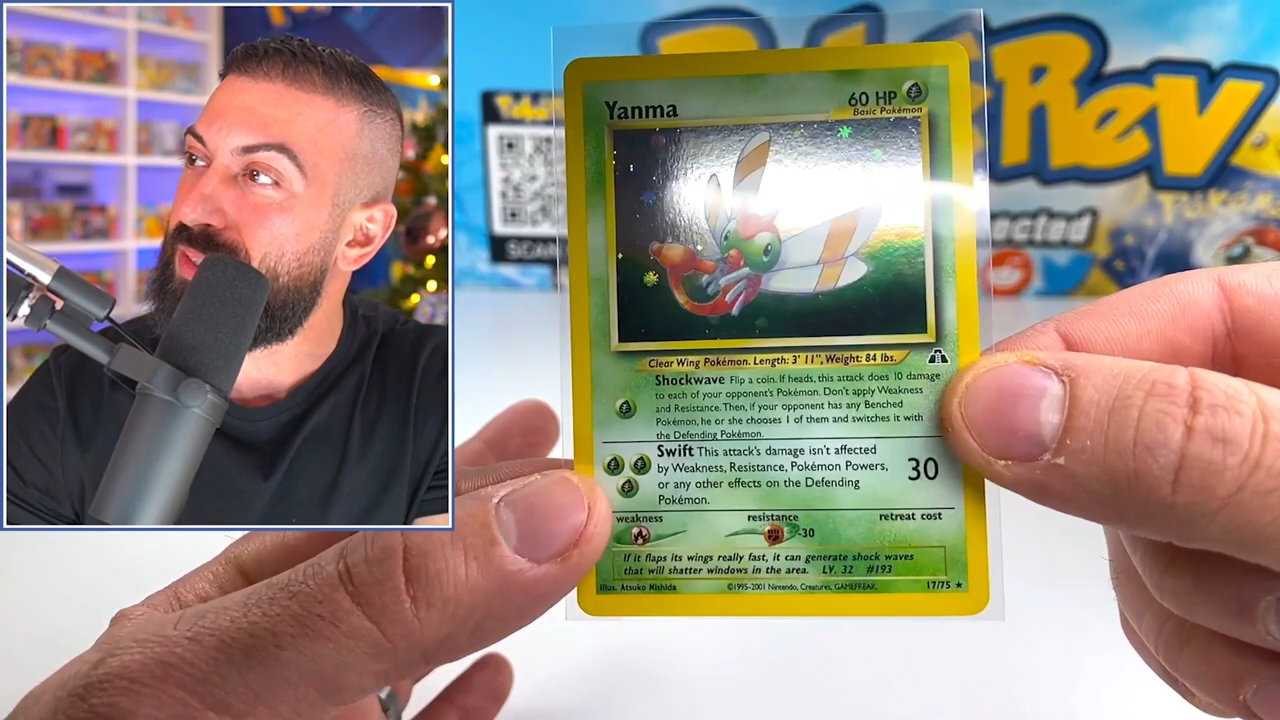 PokéRev
Pokém
SCAN
nected
Pokém
Yanma
60 HP
Basic Pokémon
Clear Wing Pokémon. Length: 3' 11", Weight: 84 lbs.
Shockwave Flip a coin. If heads, this attack does 10 damage
to each of your opponent's Pokémon. Don't apply Weakness
and Resistance. Then, if your opponent has any Benched
Pokémon, he or she chooses 1 of them and switches it with
the Defending Pokémon.
Swift This attack's damage isn't affected
by Weakness, Resistance, Pokémon Powers,
or any other effects on the Defending
Pokémon.
30
weakness
resistance
retreat cost
-30
If it flaps its wings really fast, it can generate shock waves
that will shatter windows in the area. LV. 32 #193
Illus. Atsuko Nishida
©1995-2001 Nintendo, Creatures, GAMEFREAK.
17/75 ★